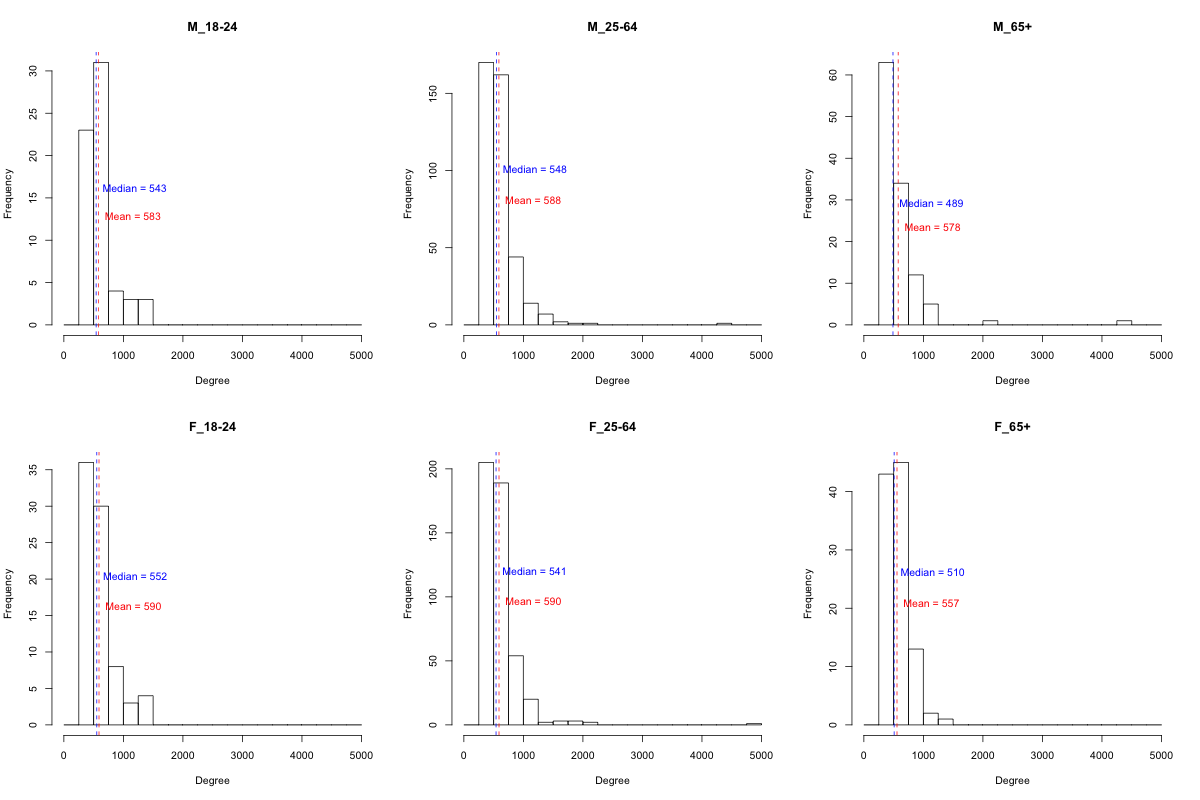 M_18-24
Frequency
30
25
20
15
10
5
0
Median = 543
Mean = 583
0 1000 2000 3000 4000 5000
Degree
M_25-64
Frequency
150
100
50
0
Median = 548
Mean = 588
0 1000 2000 3000 4000 5000
Degree
M_65+
Frequency
60
50
40
30
20
10
0
Median = 489
Mean = 578
0 1000 2000 3000 4000 5000
Degree
F_18-24
Frequency
35
30
25
20
15
10
5
0
Median = 552
Mean = 590
0 1000 2000 3000 4000 5000
Degree
F_25-64
Frequency
200
150
100
50
0
Median = 541
Mean = 590
0 1000 2000 3000 4000 5000
Degree
F_65+
Frequency
40
30
20
10
0
Median = 510
Mean = 557
0 1000 2000 3000 4000 5000
Degree